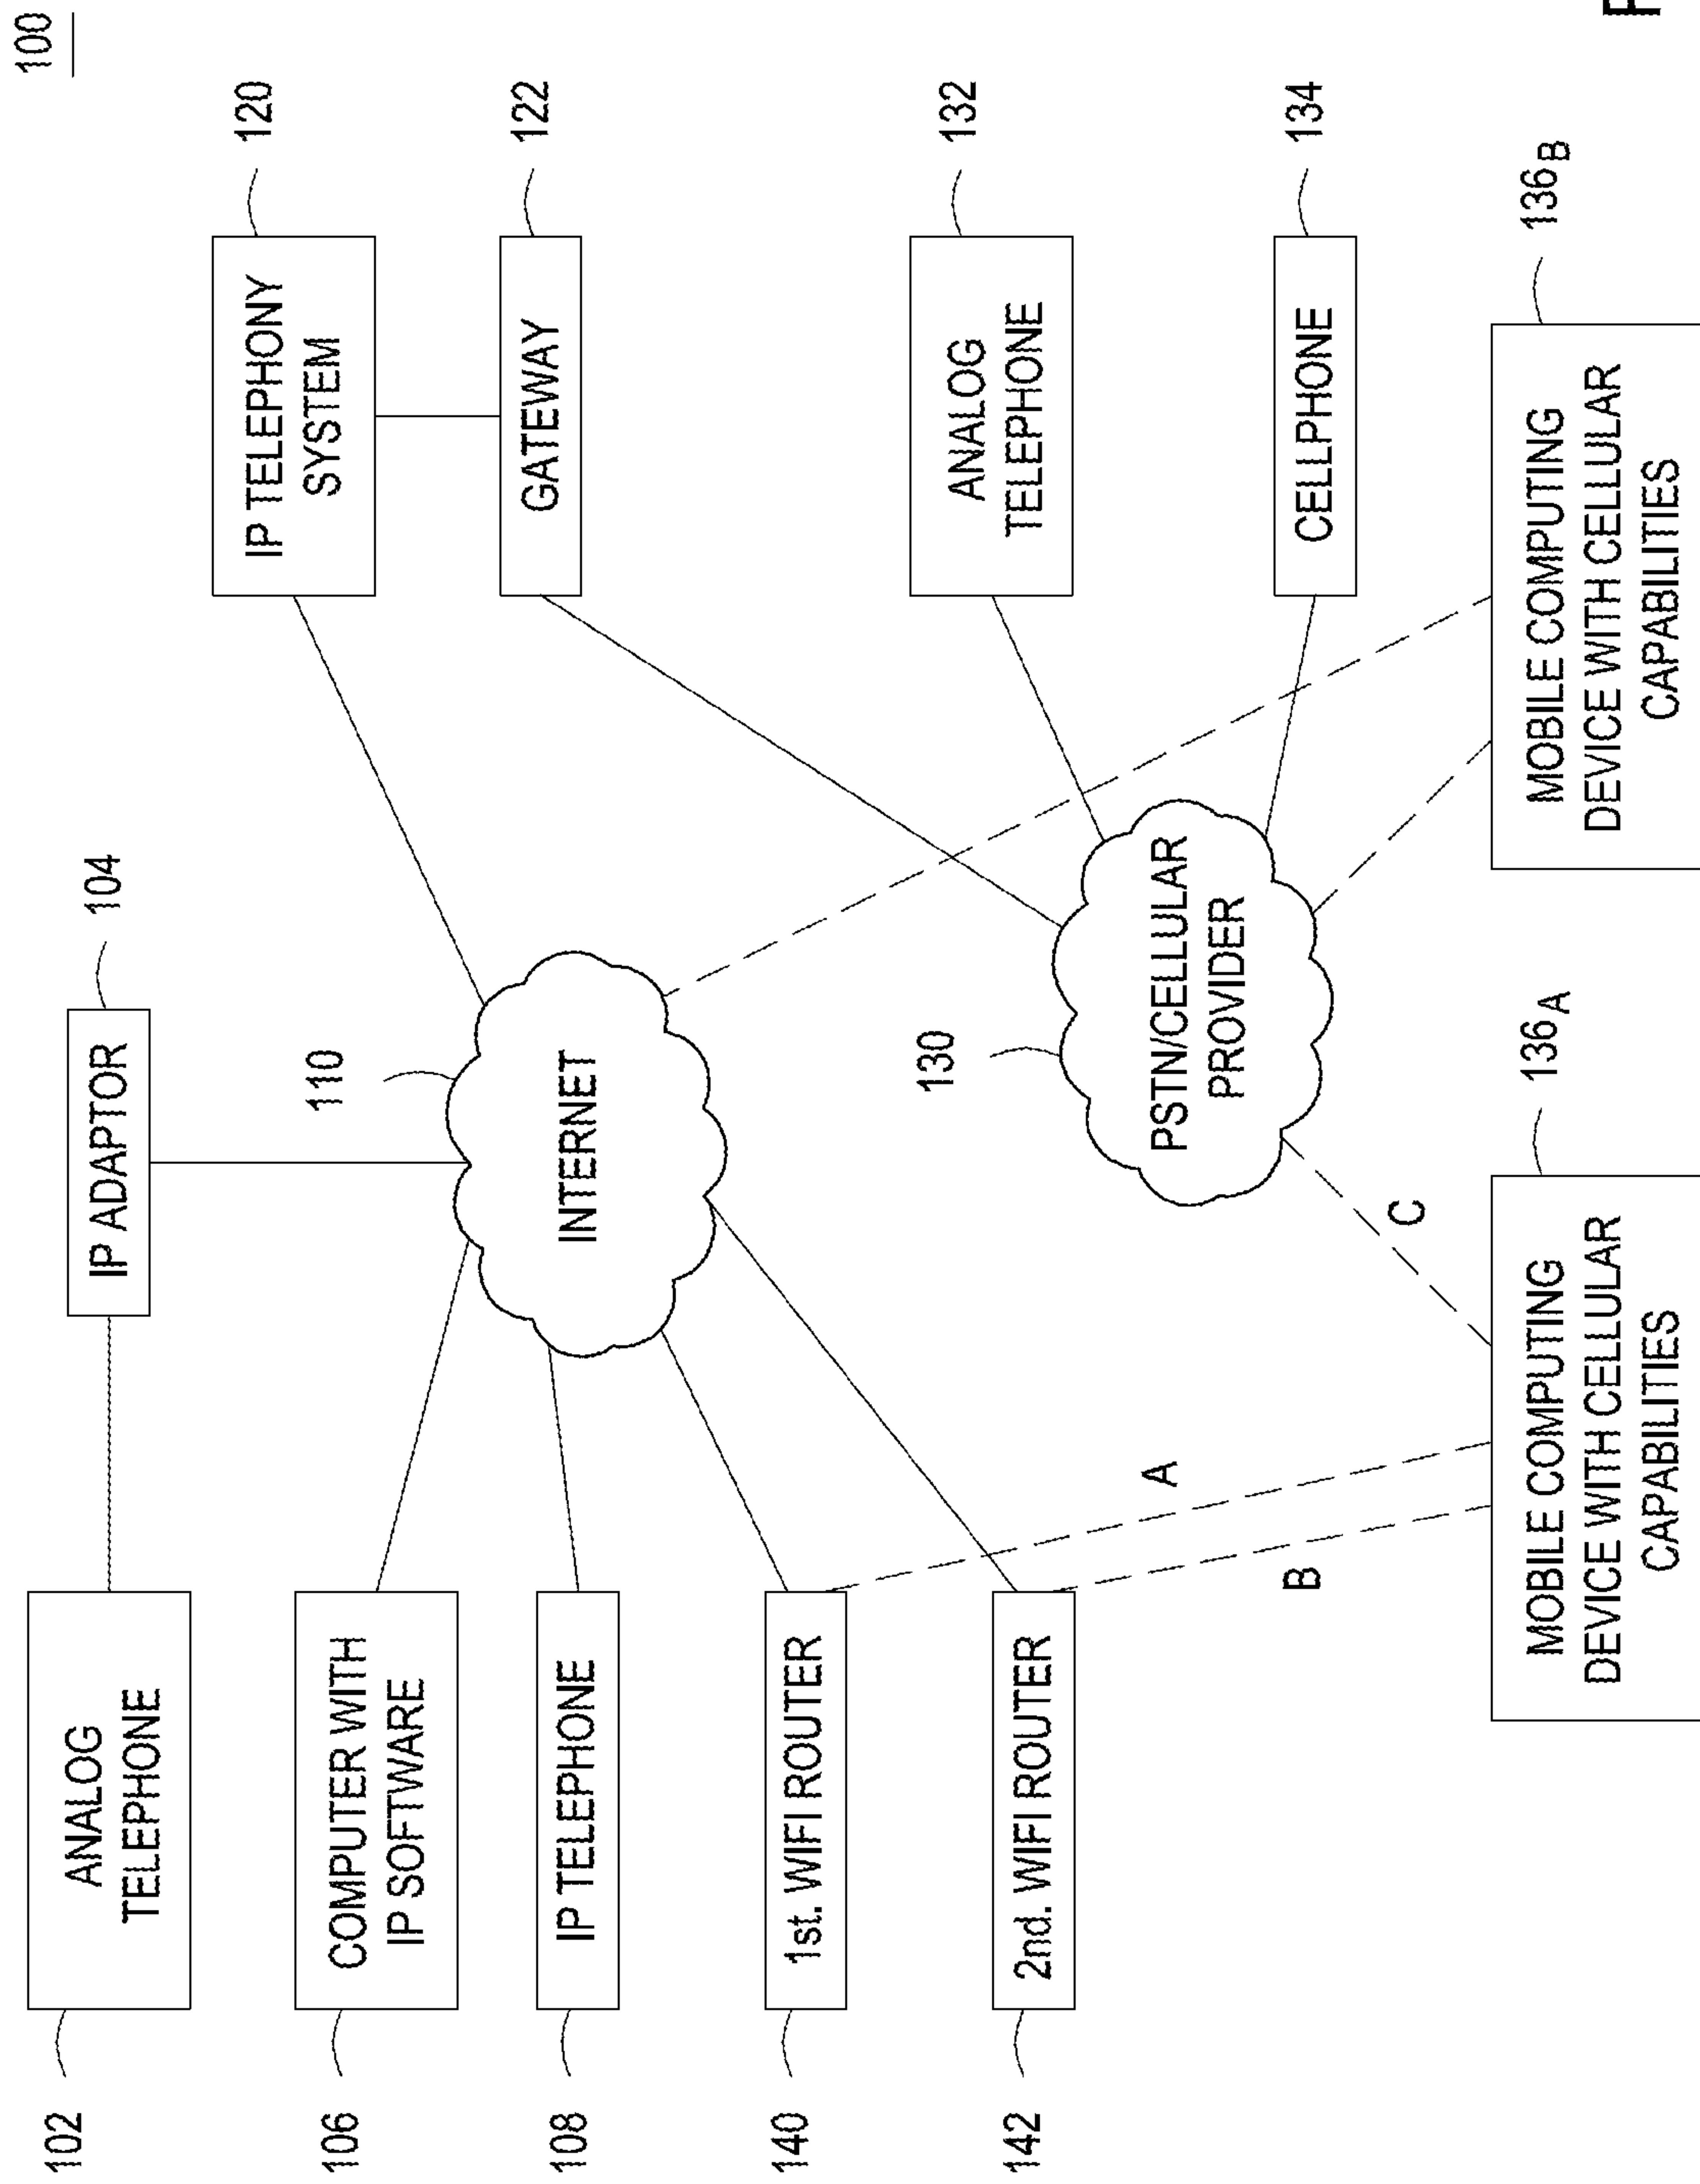 100
102
ANALOG
TELEPHONE
IP ADAPTOR
104
IP TELEPHONY
SYSTEM
120
106
COMPUTER WITH
IP SOFTWARE
110
INTERNET
GATEWAY
122
108
IP TELEPHONE
140
1st. WIFI ROUTER
142
2nd. WIFI ROUTER
130
PSTN/CELLULAR
PROVIDER
ANALOG
TELEPHONE
132
CELLPHONE
134
A
B
C
MOBILE COMPUTING
DEVICE WITH CELLULAR
CAPABILITIES
136A
MOBILE COMPUTING
DEVICE WITH CELLULAR
CAPABILITIES
136B